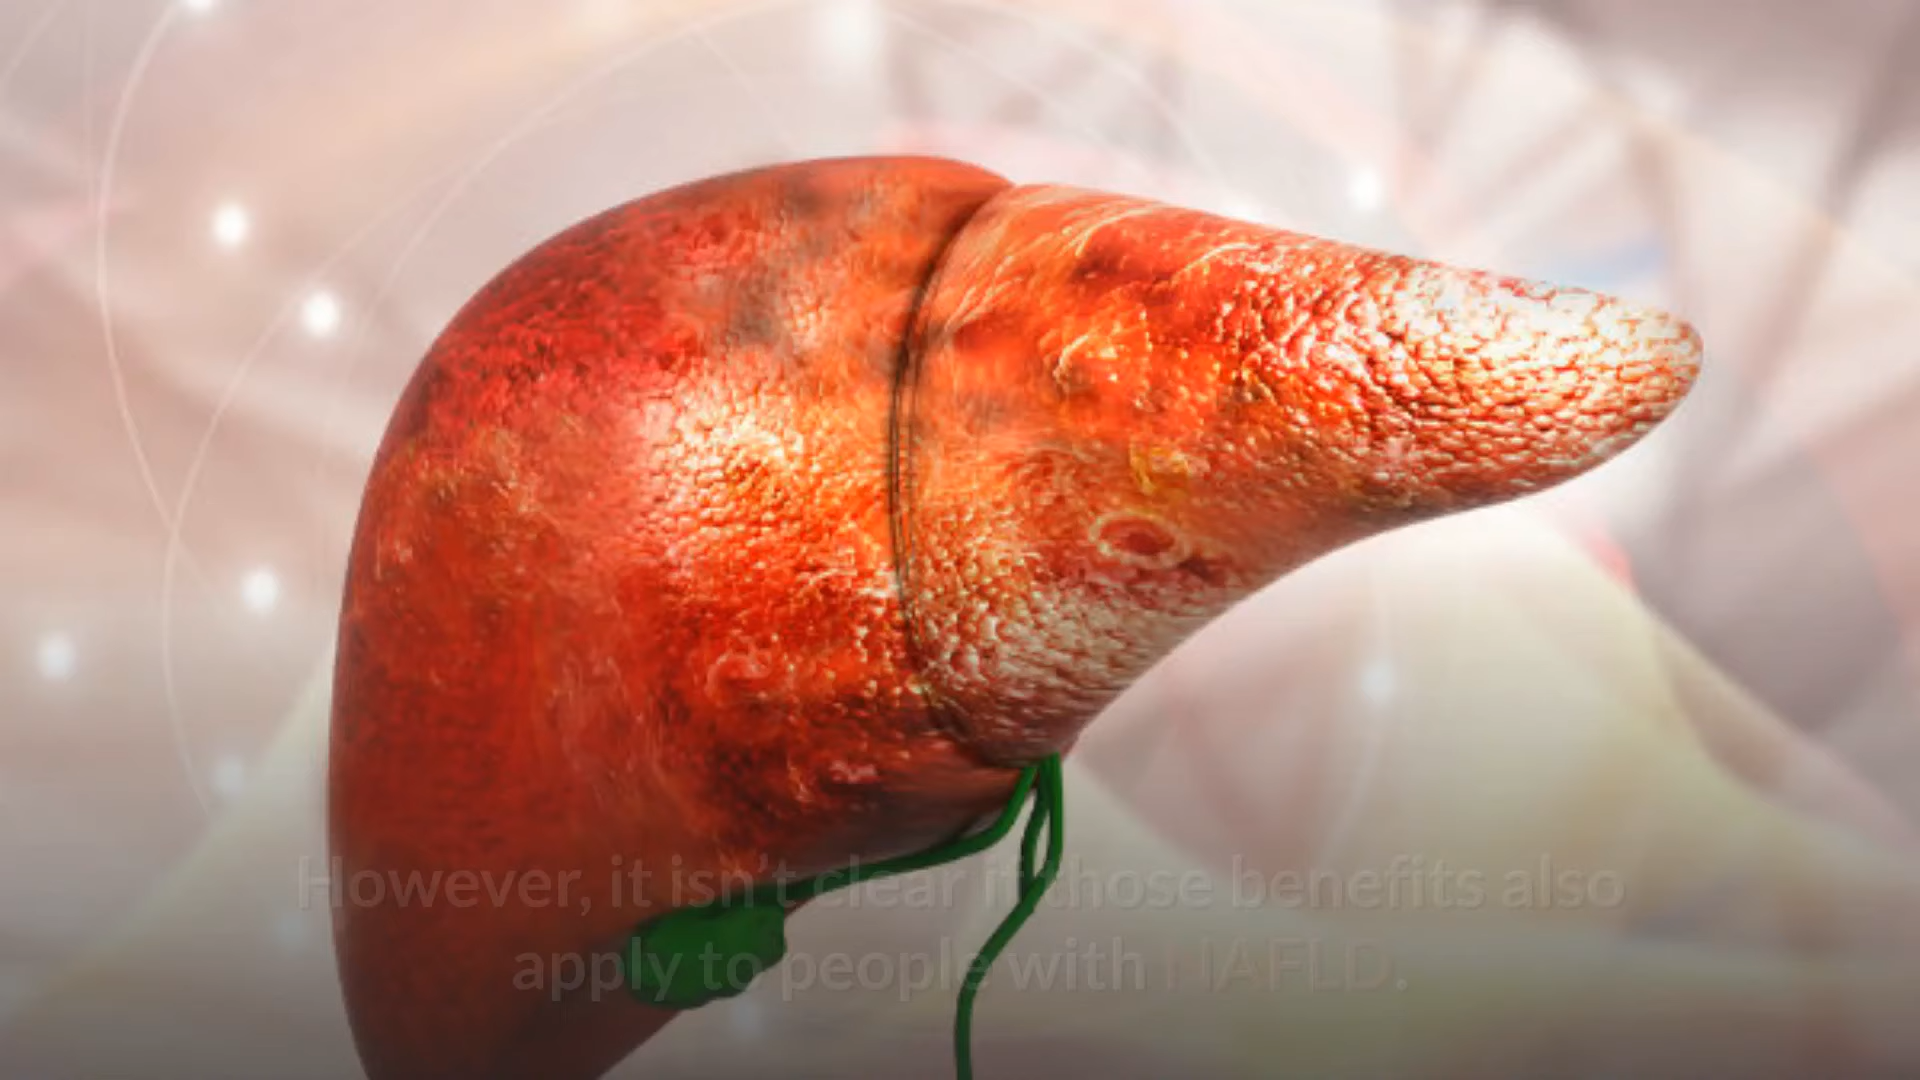 However, it isn't clear if those benefits also
apply to people with NAFLD.